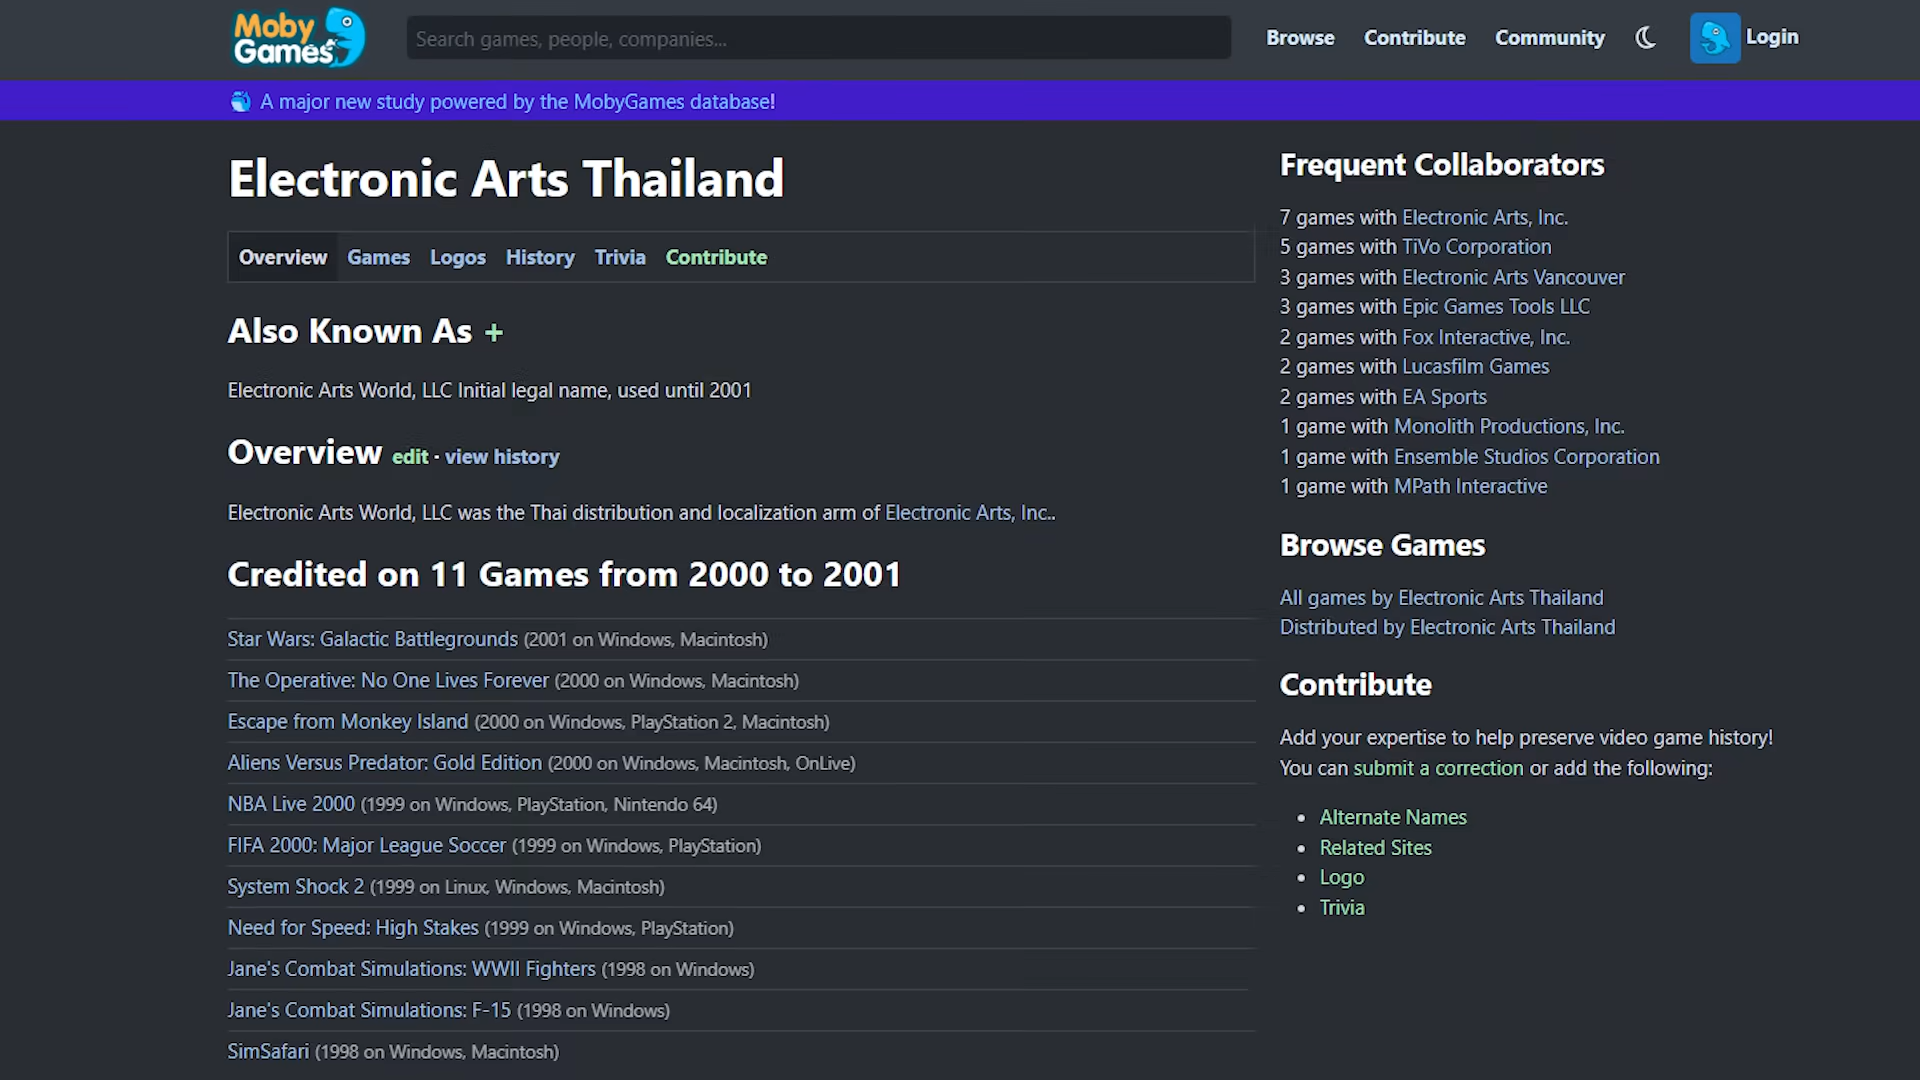 Moby
Games
Search games, people, companies...
Browse
Contribute
Community
Login
A major new study powered by the MobyGames database!
Electronic Arts Thailand
Overview
Games
Logos
History
Trivia
Contribute
Also Known As +
Electronic Arts World, LLC Initial legal name, used until 2001
Overview edit · view history
Electronic Arts World, LLC was the Thai distribution and localization arm of Electronic Arts, Inc..
Credited on 11 Games from 2000 to 2001
Star Wars: Galactic Battlegrounds (2001 on Windows, Macintosh)
The Operative: No One Lives Forever (2000 on Windows, Macintosh)
Escape from Monkey Island (2000 on Windows, PlayStation 2, Macintosh)
Aliens Versus Predator: Gold Edition (2000 on Windows, Macintosh, OnLive)
NBA Live 2000 (1999 on Windows, PlayStation, Nintendo 64)
FIFA 2000: Major League Soccer (1999 on Windows, PlayStation)
System Shock 2 (1999 on Linux, Windows, Macintosh)
Need for Speed: High Stakes (1999 on Windows, PlayStation)
Jane's Combat Simulations: WWII Fighters (1998 on Windows)
Jane's Combat Simulations: F-15 (1998 on Windows)
SimSafari (1998 on Windows, Macintosh)
Frequent Collaborators
7 games with Electronic Arts, Inc.
5 games with TiVo Corporation
3 games with Electronic Arts Vancouver
3 games with Epic Games Tools LLC
2 games with Fox Interactive, Inc.
2 games with Lucasfilm Games
2 games with EA Sports
1 game with Monolith Productions, Inc.
1 game with Ensemble Studios Corporation
1 game with MPath Interactive
Browse Games
All games by Electronic Arts Thailand
Distributed by Electronic Arts Thailand
Contribute
Add your expertise to help preserve video game history!
You can submit a correction or add the following:
• Alternate Names
• Related Sites
• Logo
• Trivia